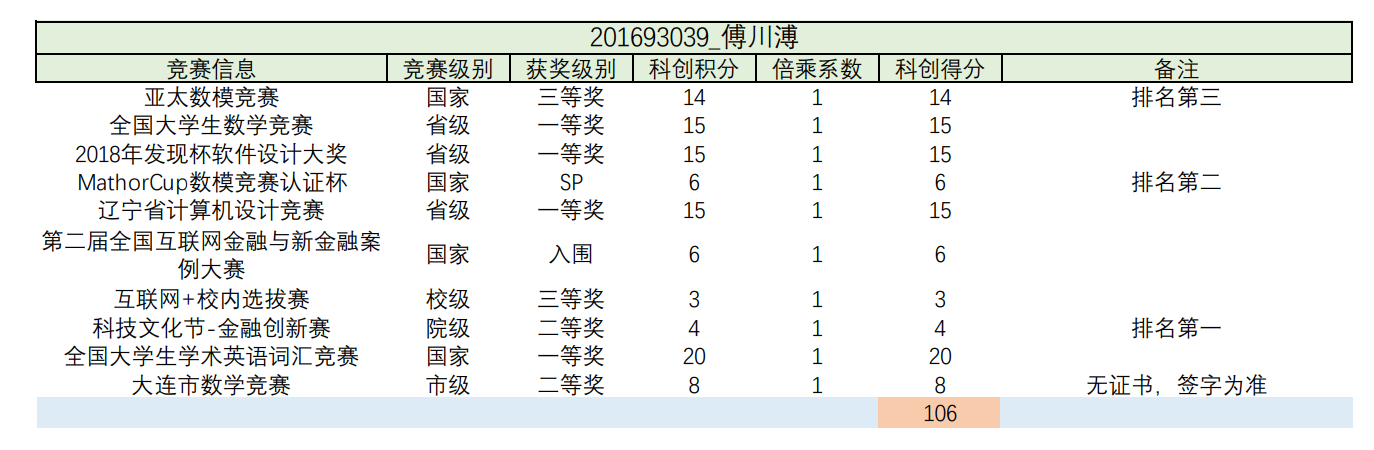 201693039_傅川溥
竞赛信息 竞赛级别 获奖级别 科创积分 倍乘系数 科创得分 备注
亚太数模竞赛 国家 三等奖 14 1 14 排名第三
全国大学生数学竞赛 省级 一等奖 15 1 15
2018年发现杯软件设计大奖 省级 一等奖 15 1 15
MathorCup数模竞赛认证杯 国家 SP 6 1 6 排名第二
辽宁省计算机设计竞赛 省级 一等奖 15 1 15
第二届全国互联网金融与新金融案
例大赛 国家 入围 6 1 6
互联网+校内选拔赛 校级 三等奖 3 1 3
科技文化节-金融创新赛 院级 二等奖 4 1 4 排名第一
全国大学生学术英语词汇竞赛 国家 一等奖 20 1 20
大连市数学竞赛 市级 二等奖 8 1 8 无证书，签字为准
106